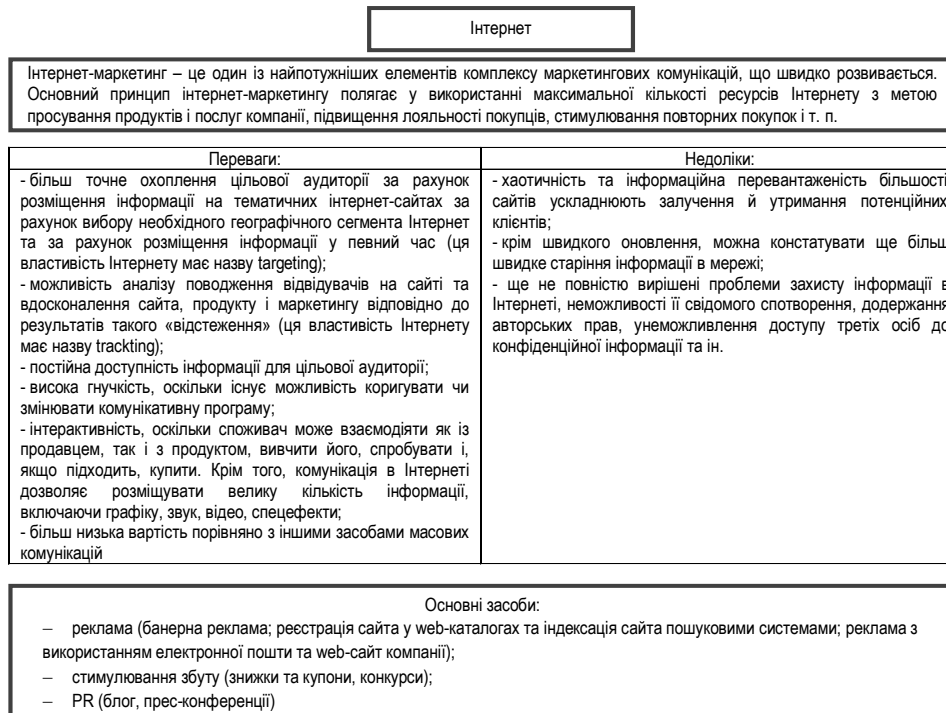 Інтернет
Інтернет-маркетинг – це один із найпотужніших елементів комплексу маркетингових комунікацій, що швидко розвивається.
Основний принцип інтернет-маркетингу полягає у використанні максимальної кількості ресурсів Інтернету з метою
просування продуктів і послуг компанії, підвищення лояльності покупців, стимулювання повторних покупок і т. п.
Переваги:
- більш точне охоплення цільової аудиторії за рахунок
розміщення інформації на тематичних інтернет-сайтах за
рахунок вибору необхідного географічного сегмента Інтернет
та за рахунок розміщення інформації у певний час (ця
властивість Інтернету має назву targeting);
- можливість аналізу поводження відвідувачів на сайті та
вдосконалення сайта, продукту і маркетингу відповідно до
результатів такого «відстеження» (ця властивість Інтернету
має назву trackting);
- постійна доступність інформації для цільової аудиторії;
- висока гнучкість, оскільки існує можливість коригувати чи
змінювати комунікативну програму;
- інтерактивність, оскільки споживач може взаємодіяти як із
продавцем, так і з продуктом, вивчити його, спробувати і,
якщо підходить, купити. Крім того, комунікація в Інтернеті
дозволяє розміщувати велику кількість інформації,
включаючи графіку, звук, відео, спецефекти;
- більш низька вартість порівняно з іншими засобами масових
комунікацій
Недоліки:
- хаотичність та інформаційна перевантаженість більшості
сайтів ускладнюють залучення й утримання потенційних
клієнтів;
- крім швидкого оновлення, можна констатувати ще більш
швидке старіння інформації в мережі;
- ще не повністю вирішені проблеми захисту інформації в
Інтернеті, неможливості її свідомого спотворення, додержання
авторських прав, унеможливлення доступу третіх осіб до
конфіденційної інформації та ін.
Основні засоби:
– реклама (банерна реклама; реєстрація сайта у web-каталогах та індексація сайта пошуковими системами; реклама з
використанням електронної пошти та web-сайт компанії);
– стимулювання збуту (знижки та купони, конкурси);
– PR (блог, прес-конференції)